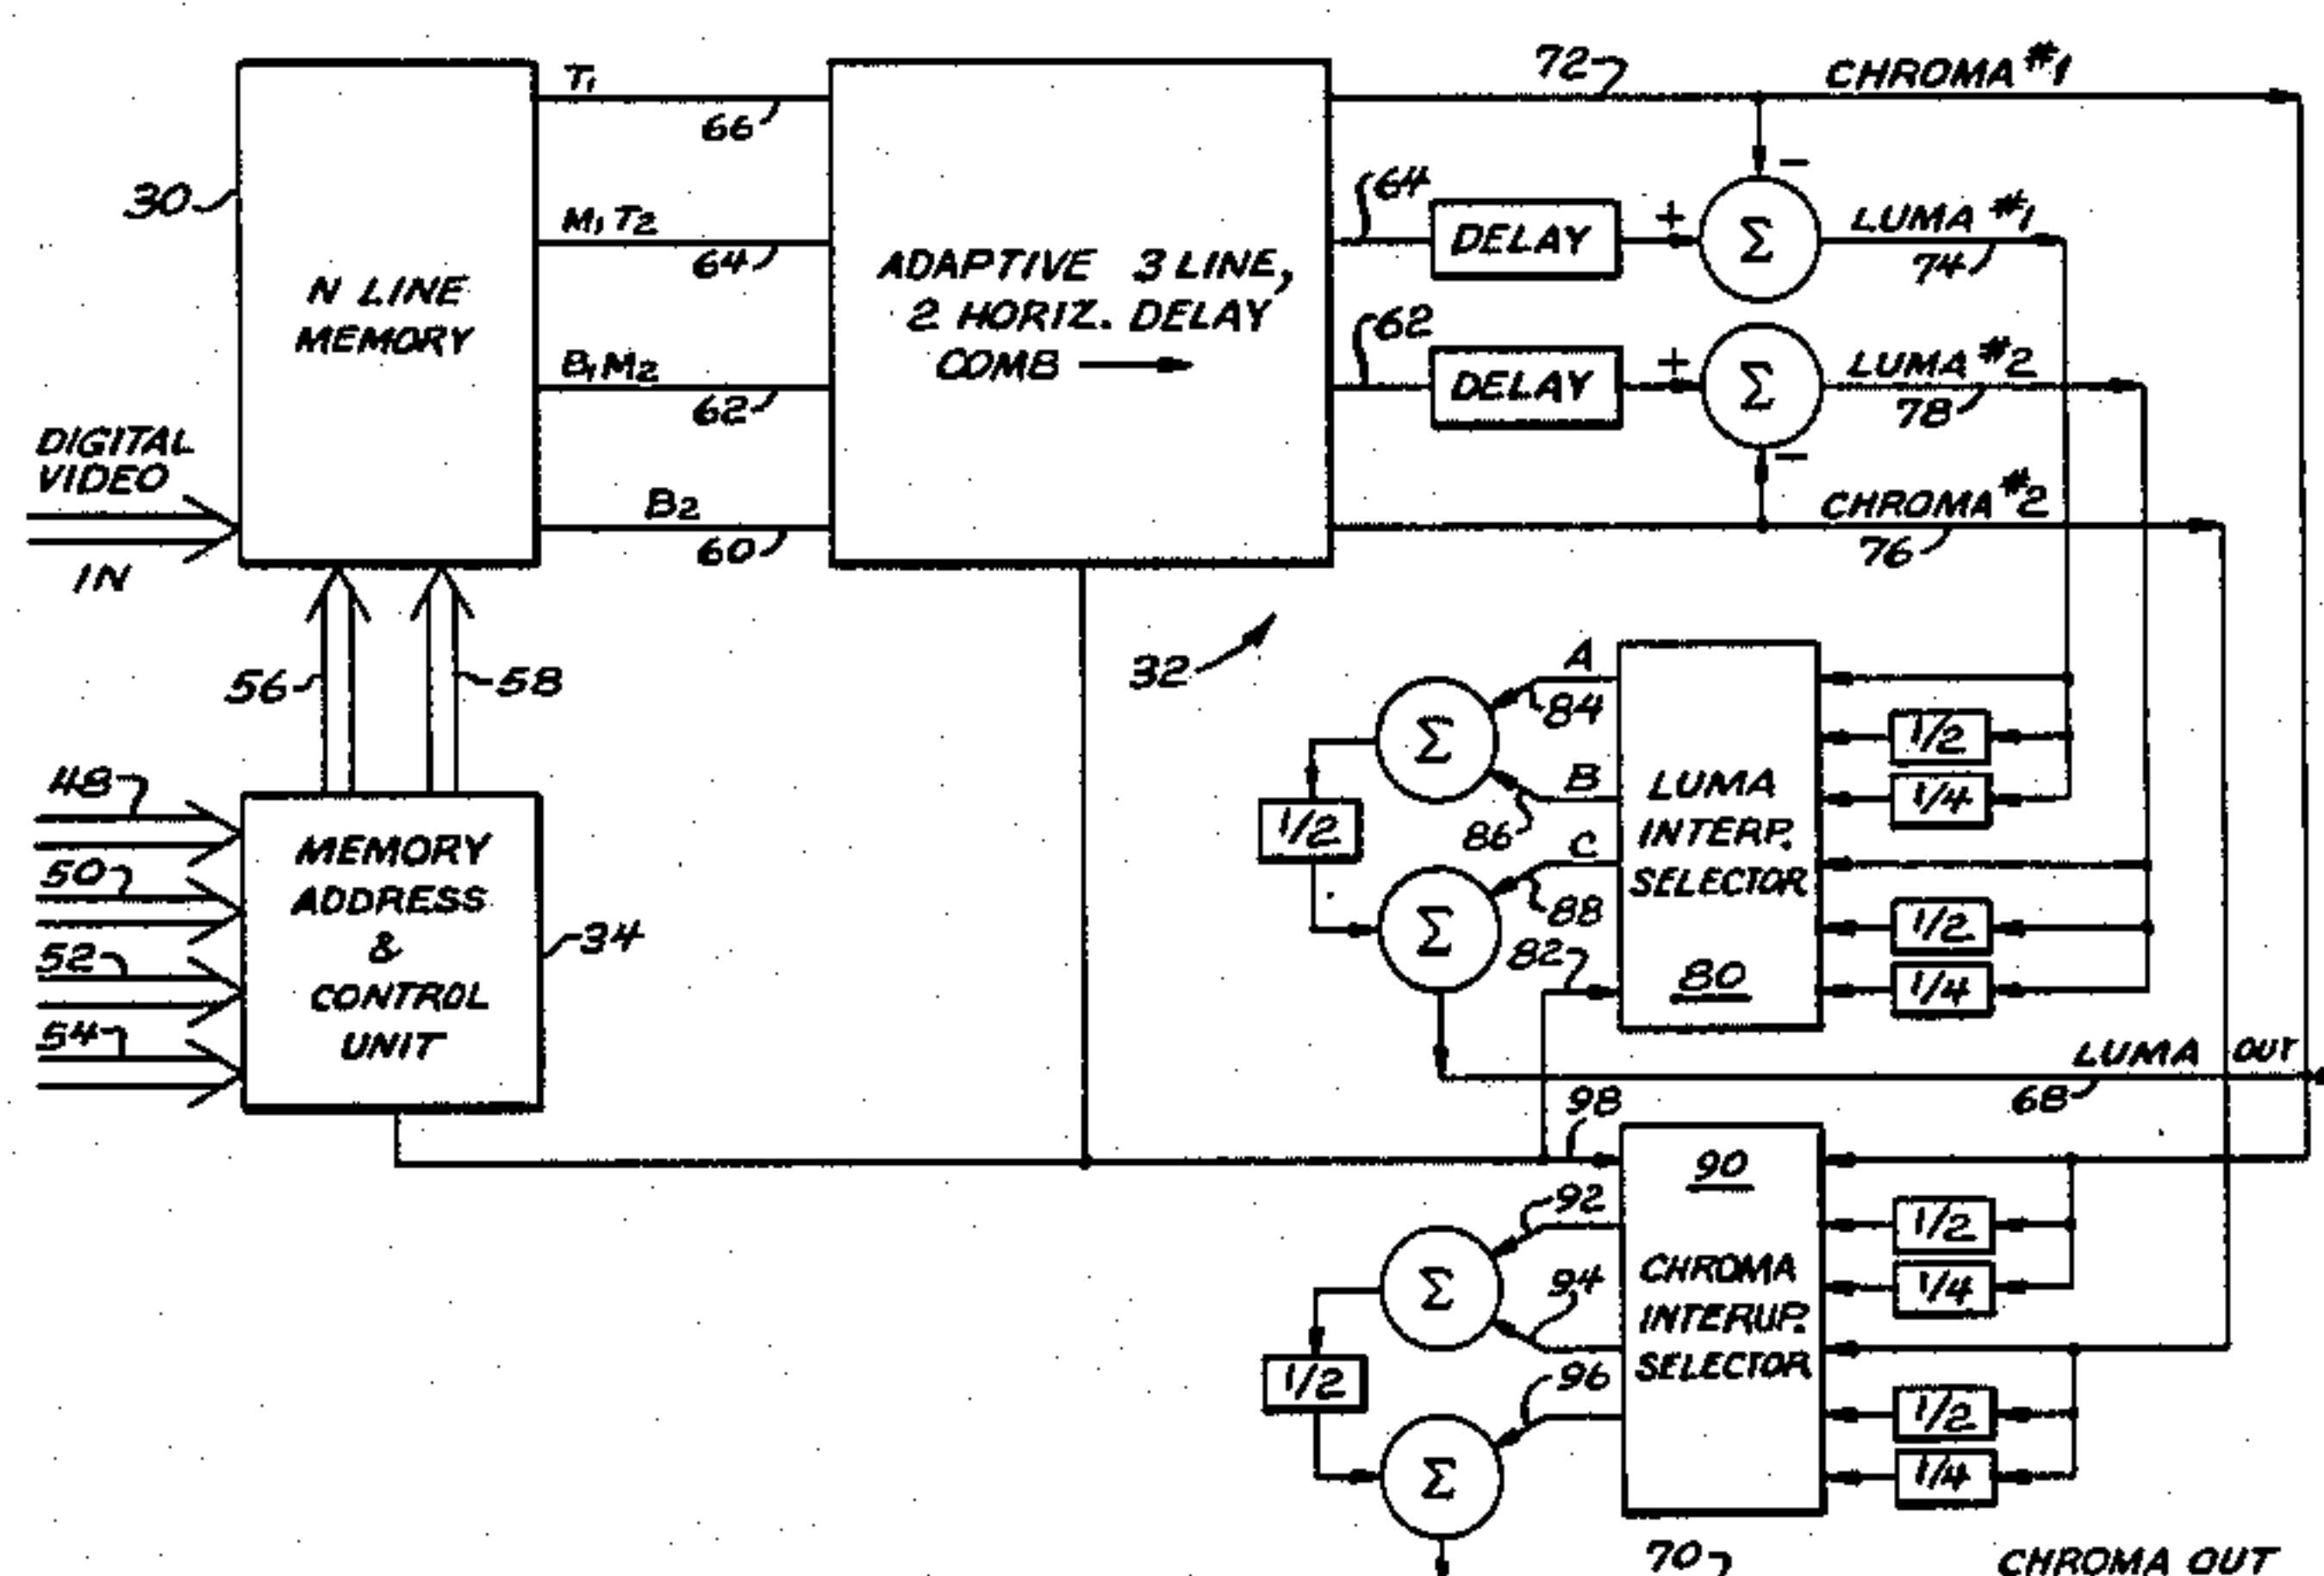 T1
66
30
N LINE
MEMORY
M1 T2
64
B1 M2
62
B2
60
DIGITAL
VIDEO
IN
ADAPTIVE 3 LINE,
2 HORIZ. DELAY
COMB
72
CHROMA #1
64
DELAY
+
−
Σ
LUMA #1
74
62
DELAY
+
−
Σ
LUMA #2
78
CHROMA #2
76
56
58
48
50
52
54
MEMORY
ADDRESS
&
CONTROL
UNIT
34
32
A
84
Σ
B
86
1/2
C
88
Σ
82
LUMA
INTERP.
SELECTOR
80
1/2
1/4
1/2
1/4
LUMA OUT
68
98
90
CHROMA
INTERUP.
SELECTOR
92
Σ
94
1/2
96
Σ
1/2
1/4
1/2
1/4
70
CHROMA OUT